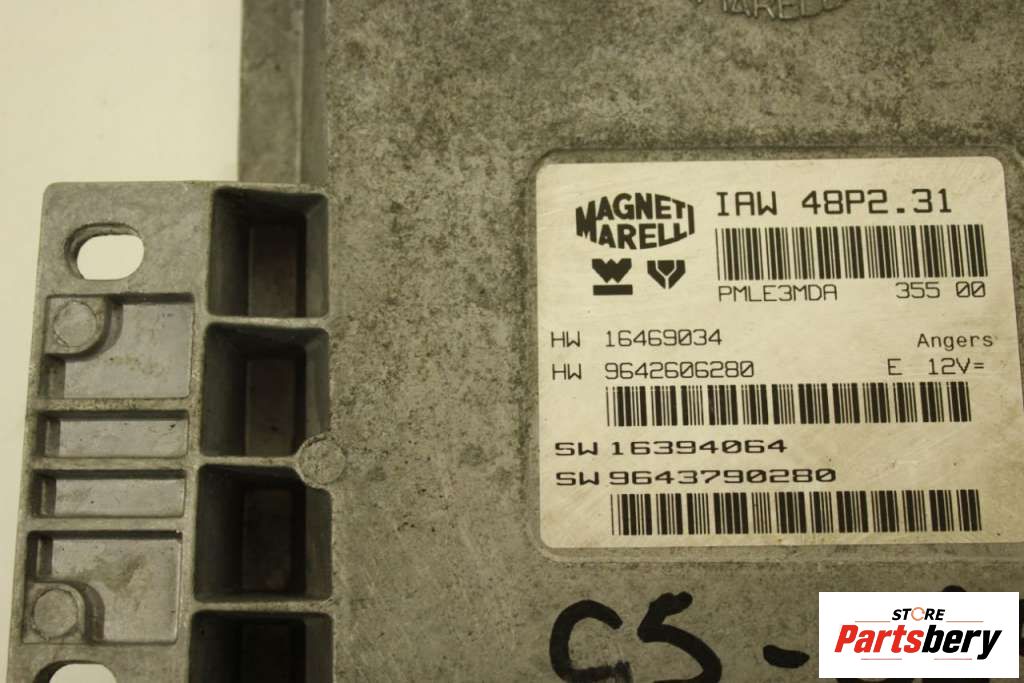 MARELLI
MAGNETI MARELLI
IAW 48P2.31
PMLE3MDA 355 00
HW 16469034 Angers
HW 9642606280 E 12V=
SW 16394064
SW 9643790280
STORE
Partsbery